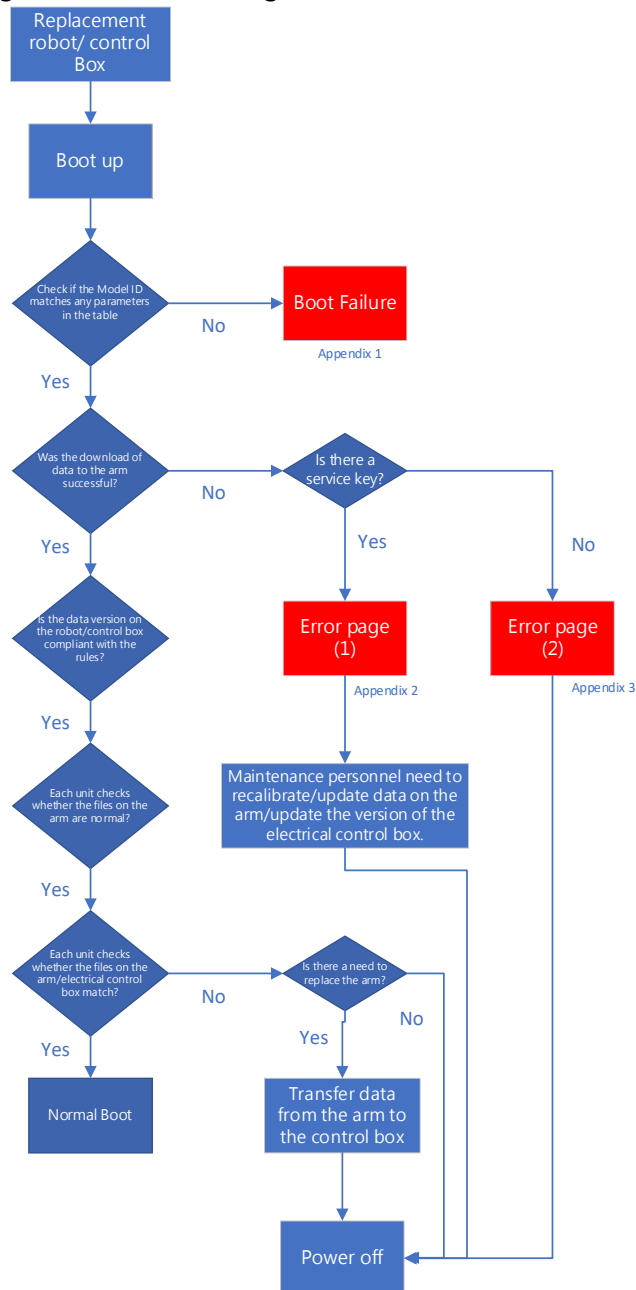 Replacement
robot/ control
Box
Boot up
Check if the Model ID
matches any parameters
in the table
No
Boot Failure
Appendix 1
Yes
Was the download of
data to the arm
successful?
No
Is there a
service key?
Yes
No
Yes
Is the data version on
the robot/control box
compliant with the
rules?
Error page
(1)
Error page
(2)
Appendix 2
Appendix 3
Yes
Each unit checks
whether the files on the
arm are normal?
Maintenance personnel need to
recalibrate/update data on the
arm/update the version of the
electrical control box.
Yes
Each unit checks
whether the files on the
arm/electrical control
box match?
No
Is there a need to
replace the arm?
No
Yes
Yes
Normal Boot
Transfer data
from the arm to
the control box
Power off